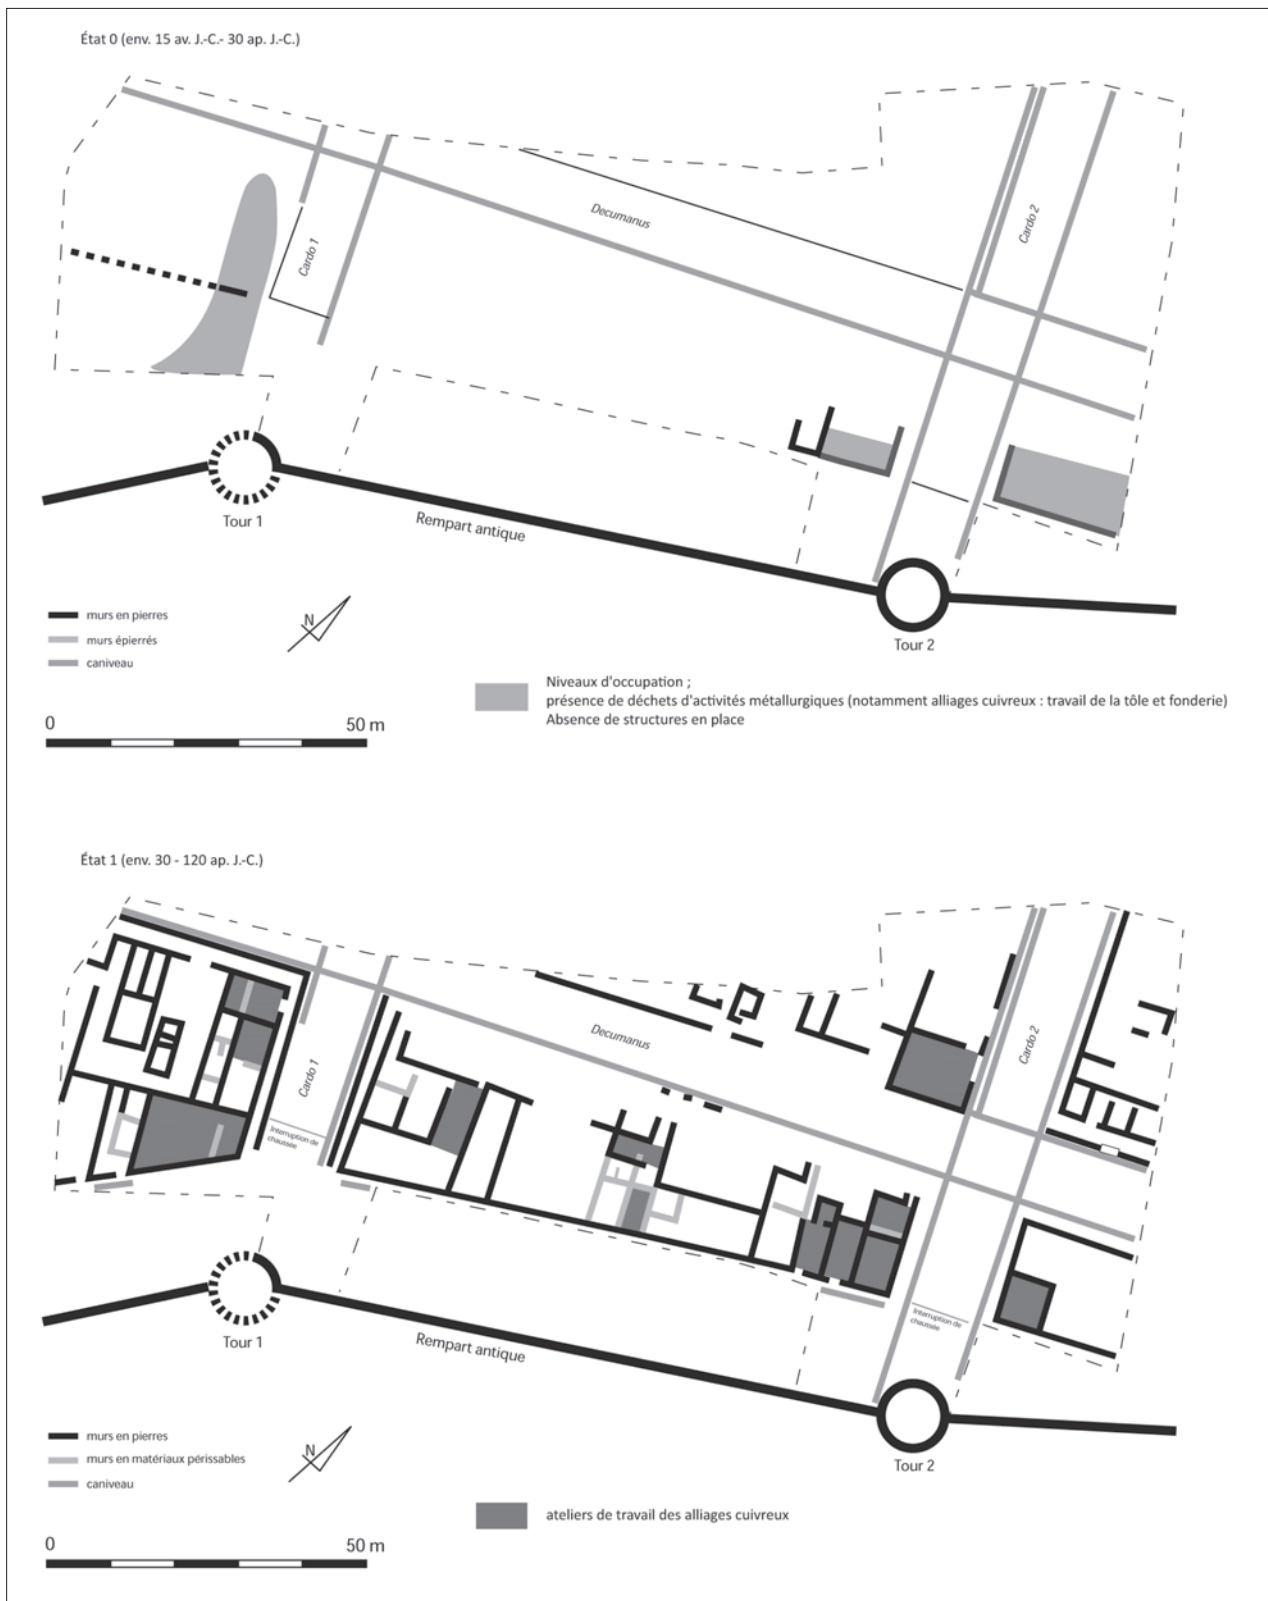 État 0 (env. 15 av. J.-C.- 30 ap. J.-C.)
Decumanus
Cardo 2
Cardo 1
Tour 1
Rempart antique
Tour 2
murs en pierres
murs épierrés
caniveau
N
Niveaux d'occupation ;
présence de déchets d'activités métallurgiques (notamment alliages cuivreux : travail de la tôle et fonderie)
Absence de structures en place
0 50 m
État 1 (env. 30 - 120 ap. J.-C.)
Decumanus
Cardo 2
Cardo 1
Interruption de
chaussée
Interruption de
chaussée
Tour 1
Rempart antique
Tour 2
murs en pierres
murs en matériaux périssables
caniveau
N
ateliers de travail des alliages cuivreux
0 50 m